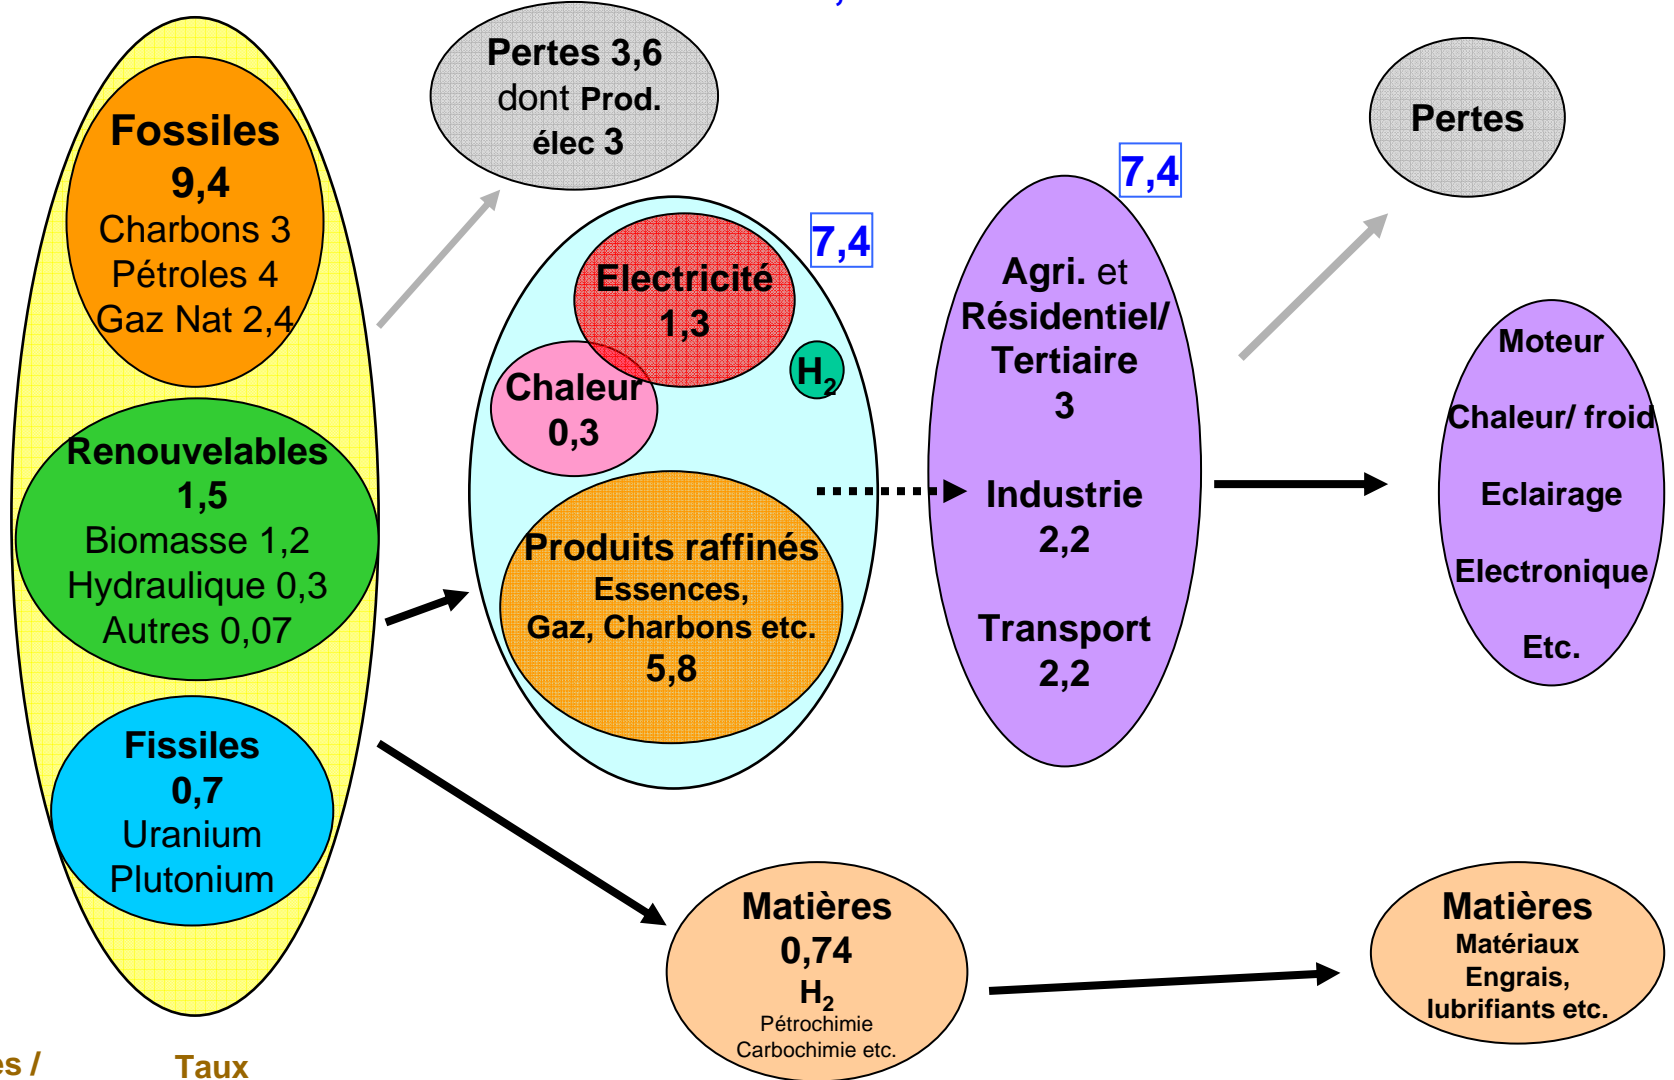 Fossiles
9,4
Charbons 3
Pétroles 4
Gaz Nat 2,4
Renouvelables
1,5
Biomasse 1,2
Hydraulique 0,3
Autres 0,07
Fissiles
0,7
Uranium
Plutonium
Pertes 3,6
dont Prod.
élec 3
7,4
Electricité
1,3
Chaleur
0,3
H₂
Produits raffinés
Essences,
Gaz, Charbons etc.
5,8
7,4
Agri. et
Résidentiel/
Tertiaire
3
Industrie
2,2
Transport
2,2
Pertes
Moteur
Chaleur/ froid
Eclairage
Electronique
Etc.
Matières
0,74
H₂
Pétrochimie
Carbochimie etc.
Matières
Matériaux
Engrais,
lubrifiants etc.
Taux